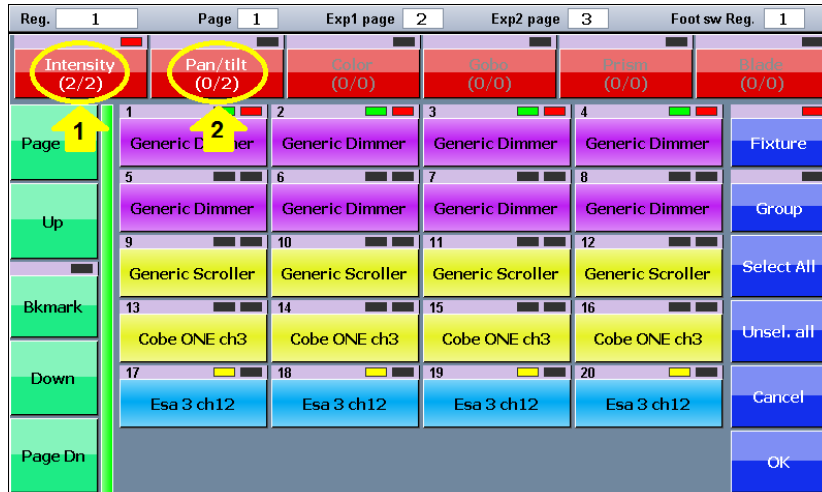 Reg. 1 Page 1 Exp1 page 2 Exp2 page 3 Foot sw Reg. 1
Intensity Pan/tilt Color Gobo Prism Blade
(2/2) (0/2) (0/0) (0/0) (0/0) (0/0)
1 2
1 2 3 4
Page Generic Dimmer Generic Dimmer Generic Dimmer Fixture
5 6 7 8
Up Generic Dimmer Generic Dimmer Generic Dimmer Generic Dimmer Group
9 10 11 12
Generic Scroller Generic Scroller Generic Scroller Generic Scroller Select All
Bkmark 13 14 15 16
Cobe ONE ch3 Cobe ONE ch3 Cobe ONE ch3 Cobe ONE ch3 Unsel. all
Down 17 18 19 20
Esa 3 ch12 Esa 3 ch12 Esa 3 ch12 Esa 3 ch12 Cancel
Page Dn OK